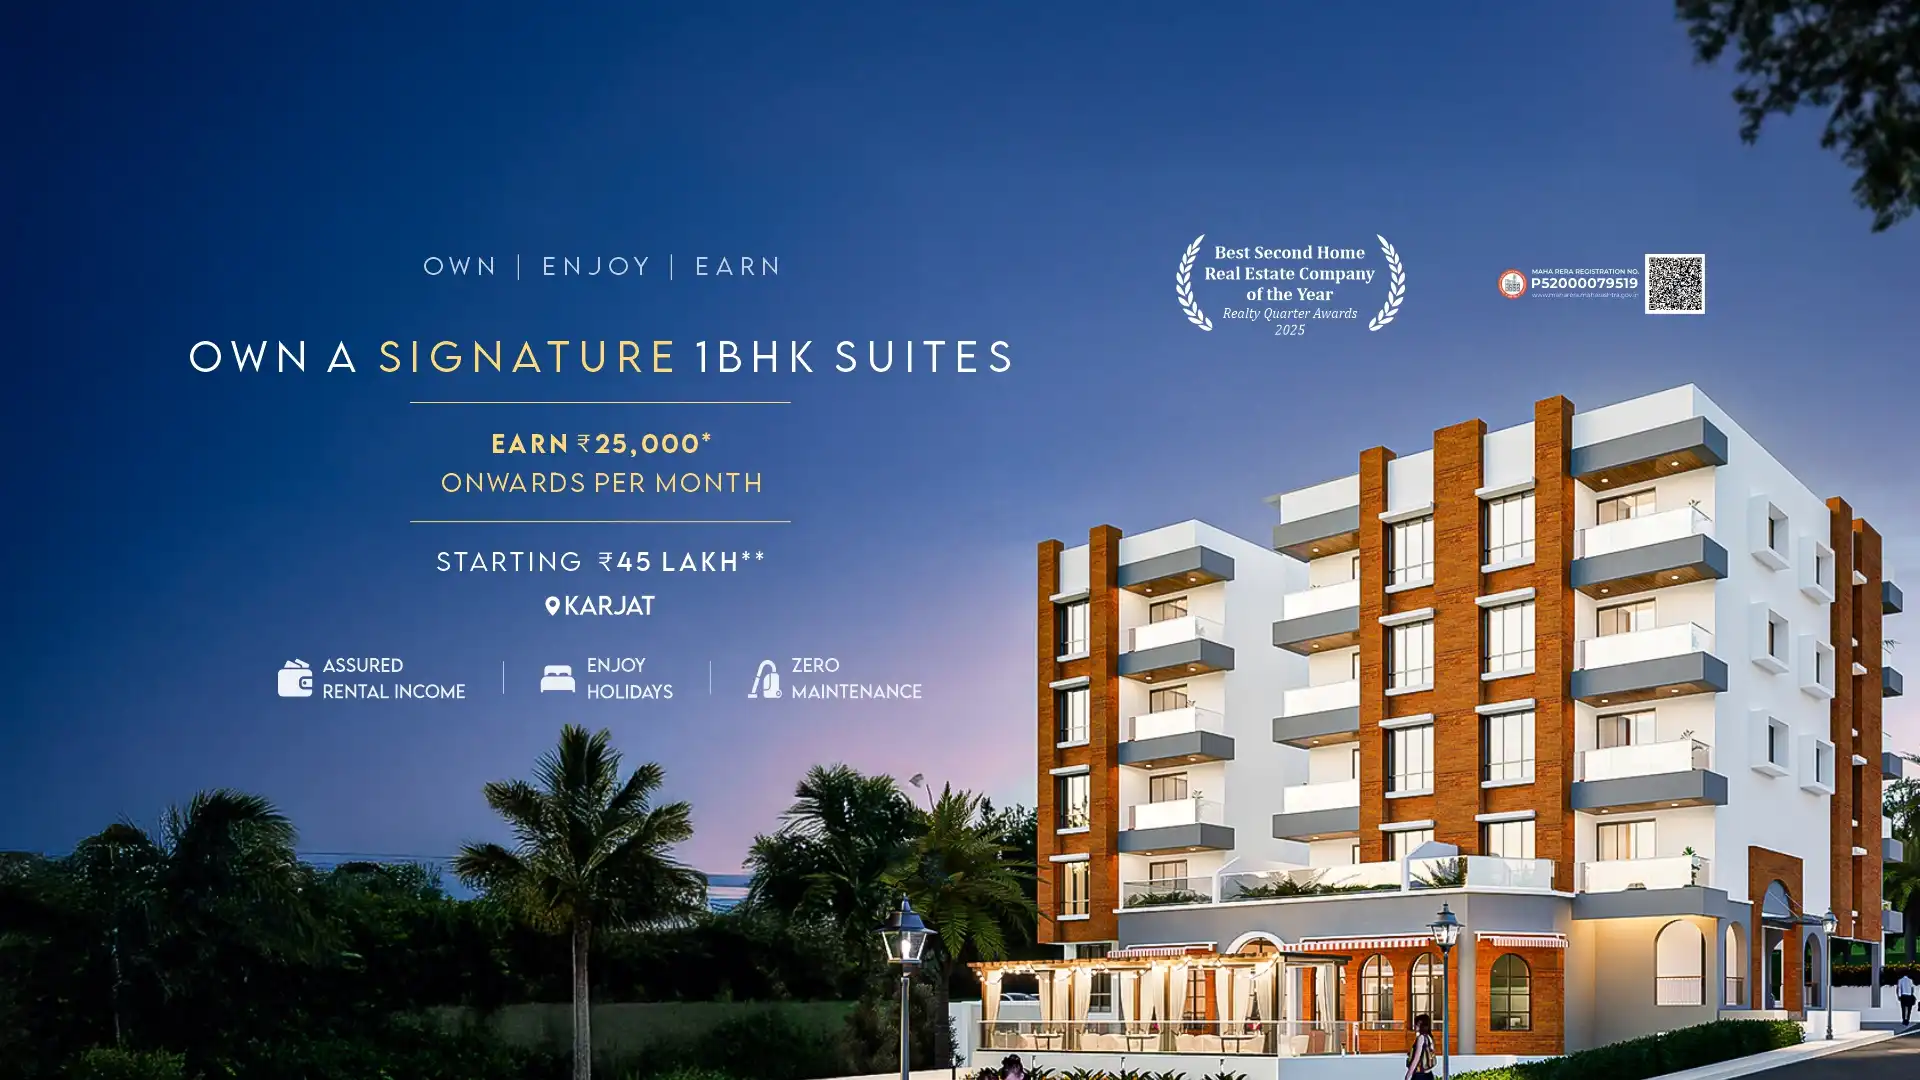 OWN | ENJOY | EARN
OWN A SIGNATURE 1BHK SUITES
EARN ₹25,000*
ONWARDS PER MONTH
STARTING ₹45 LAKH**
KARJAT
ASSURED
RENTAL INCOME
ENJOY
HOLIDAYS
ZERO
MAINTENANCE
Best Second Home
Real Estate Company
of the Year
Realty Quarter Awards
2025
MAHA RERA REGISTRATION NO.
P52000079519